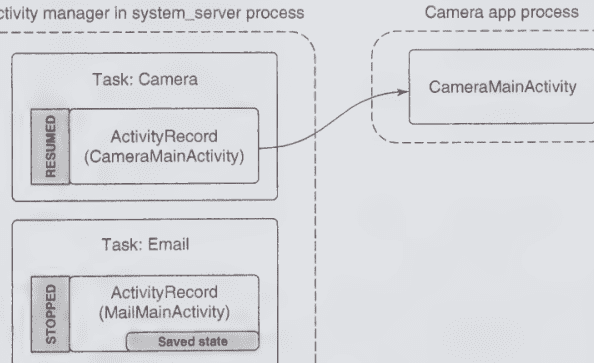 ctivity manager in system_server process
Camera app process
Task: Camera
RESUMED
ActivityRecord
(CameraMainActivity)
CameraMainActivity
Task: Email
STOPPED
ActivityRecord
(MailMainActivity)
Saved state